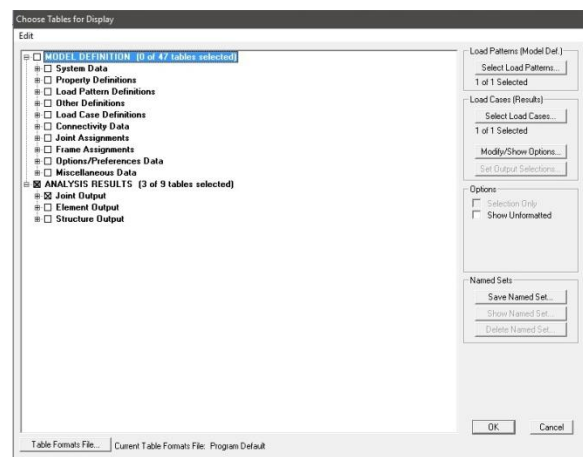 Choose Tables for Display
Edit
MODEL DEFINITION (0 of 47 tables selected)
System Data
Property Definitions
Load Pattern Definitions
Other Definitions
Load Case Definitions
Connectivity Data
Joint Assignments
Frame Assignments
Options/Preferences Data
Miscellaneous Data
ANALYSIS RESULTS (3 of 9 tables selected)
Joint Output
Element Output
Structure Output
Load Patterns (Model Def.)
Select Load Patterns...
1 of 1 Selected
Load Cases (Results)
Select Load Cases...
1 of 1 Selected
Modify/Show Options...
Set Output Selections...
Options
Selection Only
Show Unformatted
Named Sets
Save Named Set...
Show Named Set...
Delete Named Set...
OK
Cancel
Table Formats File...
Current Table Formats File: Program Default